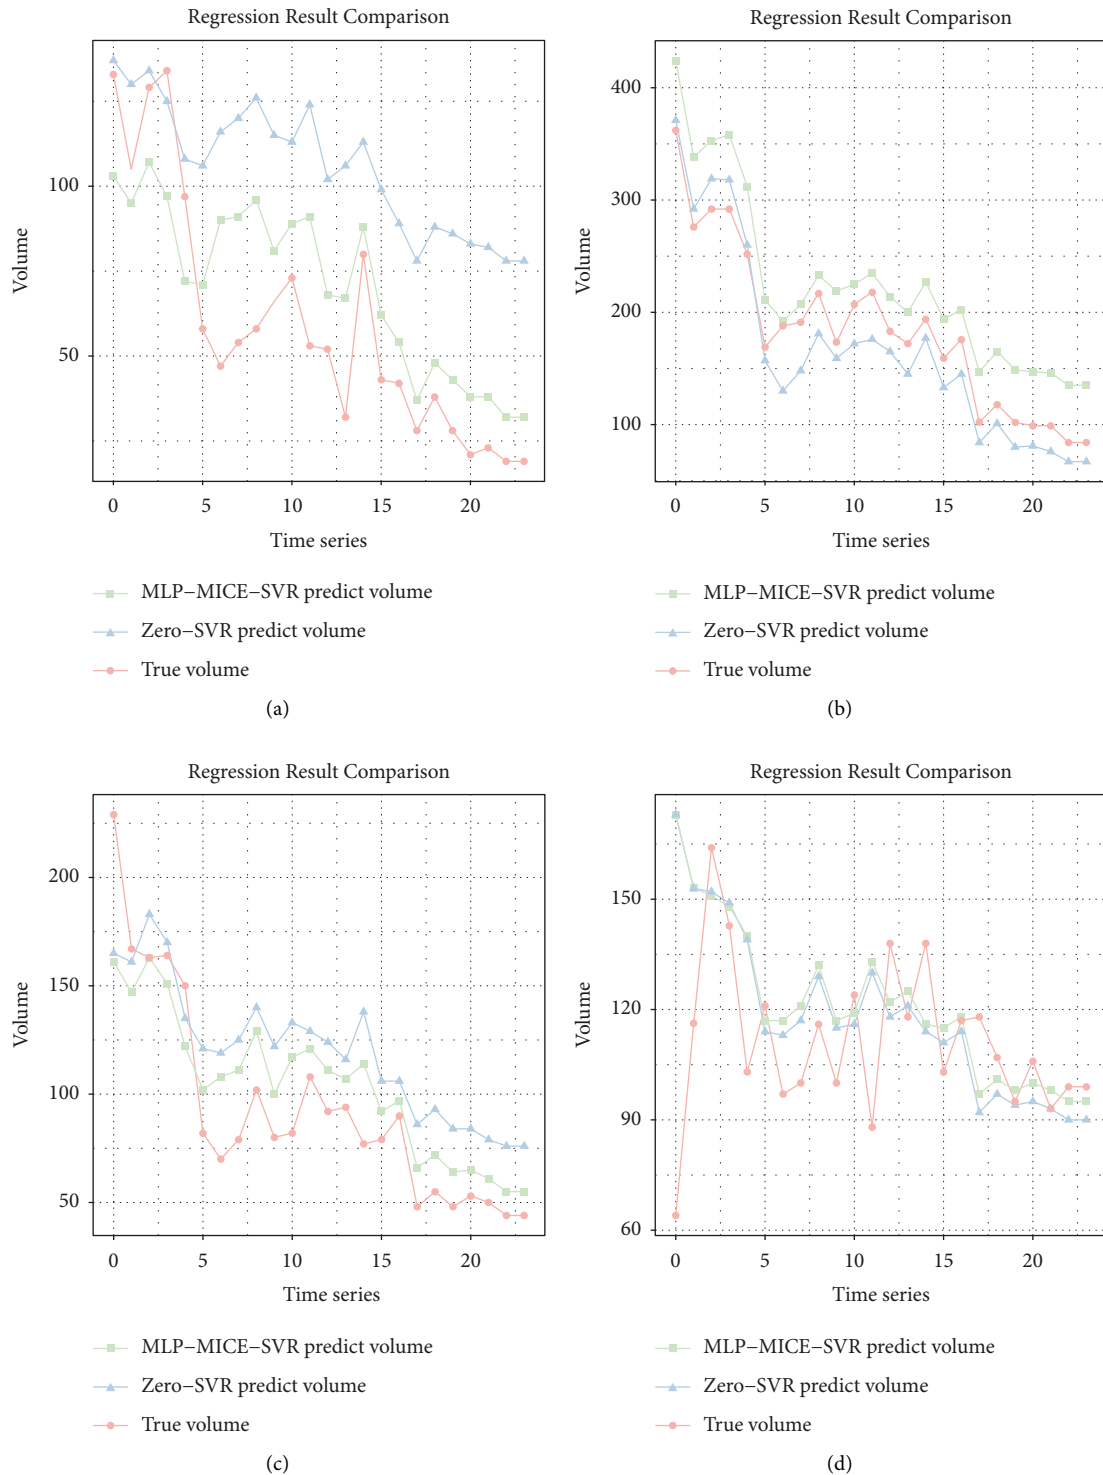 Regression Result Comparison
100
50
Volume
0 5 10 15 20
Time series
MLP−MICE−SVR predict volume
Zero−SVR predict volume
True volume
(a)
Regression Result Comparison
400
300
200
100
Volume
0 5 10 15 20
Time series
MLP−MICE−SVR predict volume
Zero−SVR predict volume
True volume
(b)
Regression Result Comparison
200
150
100
50
Volume
0 5 10 15 20
Time series
MLP−MICE−SVR predict volume
Zero−SVR predict volume
True volume
(c)
Regression Result Comparison
150
120
90
60
Volume
0 5 10 15 20
Time series
MLP−MICE−SVR predict volume
Zero−SVR predict volume
True volume
(d)